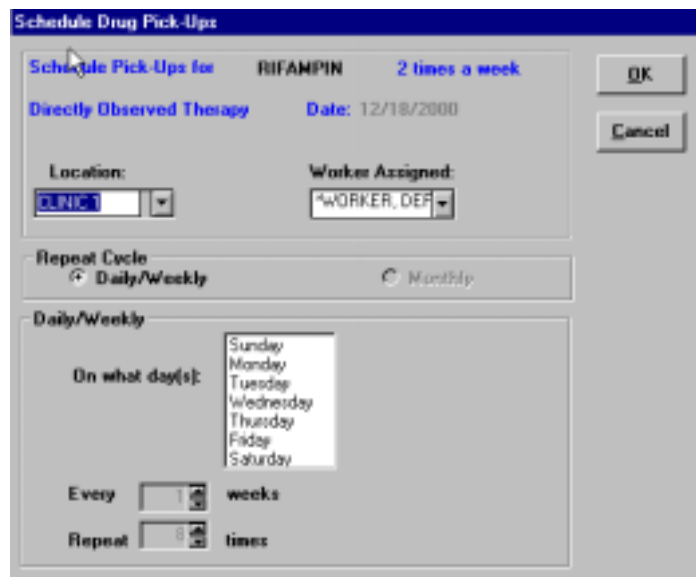 Schedule Drug Pick-Ups
Schedule Pick-Ups for RIFAMPIN 2 times a week
OK
Directly Observed Therapy Date: 12/18/2000
Cancel
Location: Worker Assigned:
CLINIC 1 *WORKER, DEF
Repeat Cycle
Daily/Weekly Monthly
Daily/Weekly
On what day(s):
Sunday
Monday
Tuesday
Wednesday
Thursday
Friday
Saturday
Every 1 weeks
Repeat 8 times